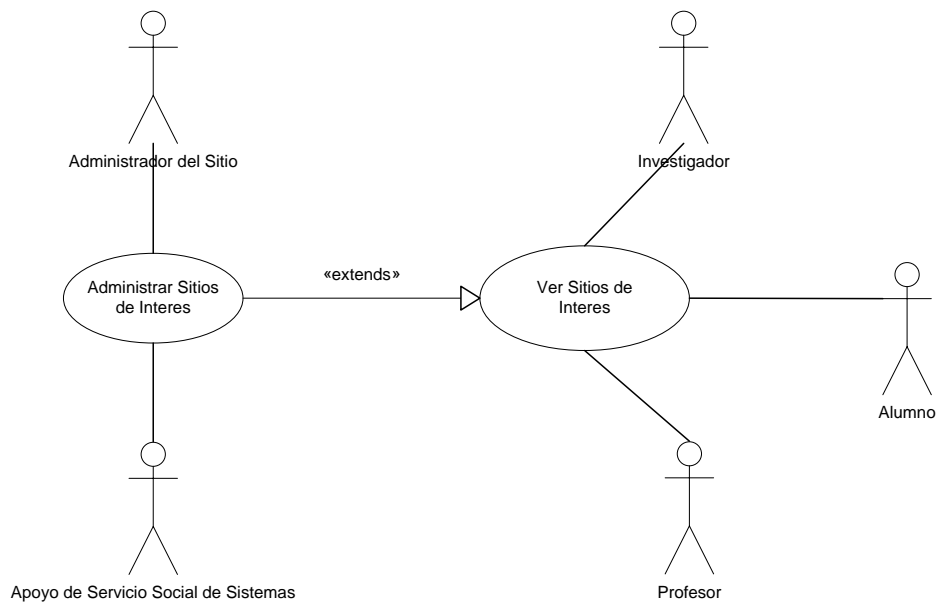 Administrador del Sitio
Investigador
«extends»
Administrar Sitios
de Interes
Ver Sitios de
Interes
Alumno
Apoyo de Servicio Social de Sistemas
Profesor